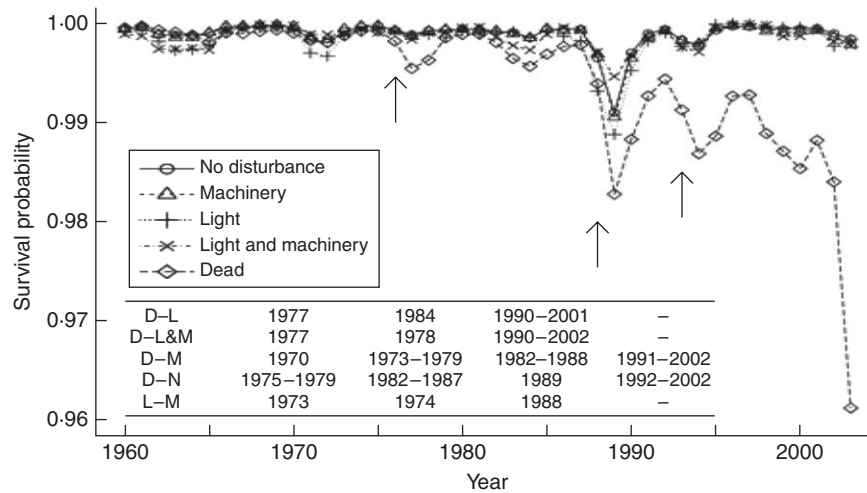 1·00
0·99
0·98
0·97
0·96
Survival probability
No disturbance
Machinery
Light
Light and machinery
Dead
D–L 1977 1984 1990–2001 –
D–L&M 1977 1978 1990–2002 –
D–M 1970 1973–1979 1982–1988 1991–2002
D–N 1975–1979 1982–1987 1989 1992–2002
L–M 1973 1974 1988 –
1960 1970 1980 1990 2000
Year